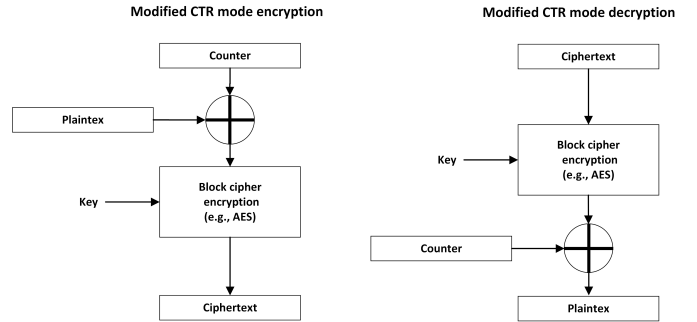 Modified CTR mode encryption
Counter
Plaintex
Key
Block cipher
encryption
(e.g., AES)
Ciphertext
Modified CTR mode decryption
Ciphertext
Key
Block cipher
encryption
(e.g., AES)
Counter
Plaintex